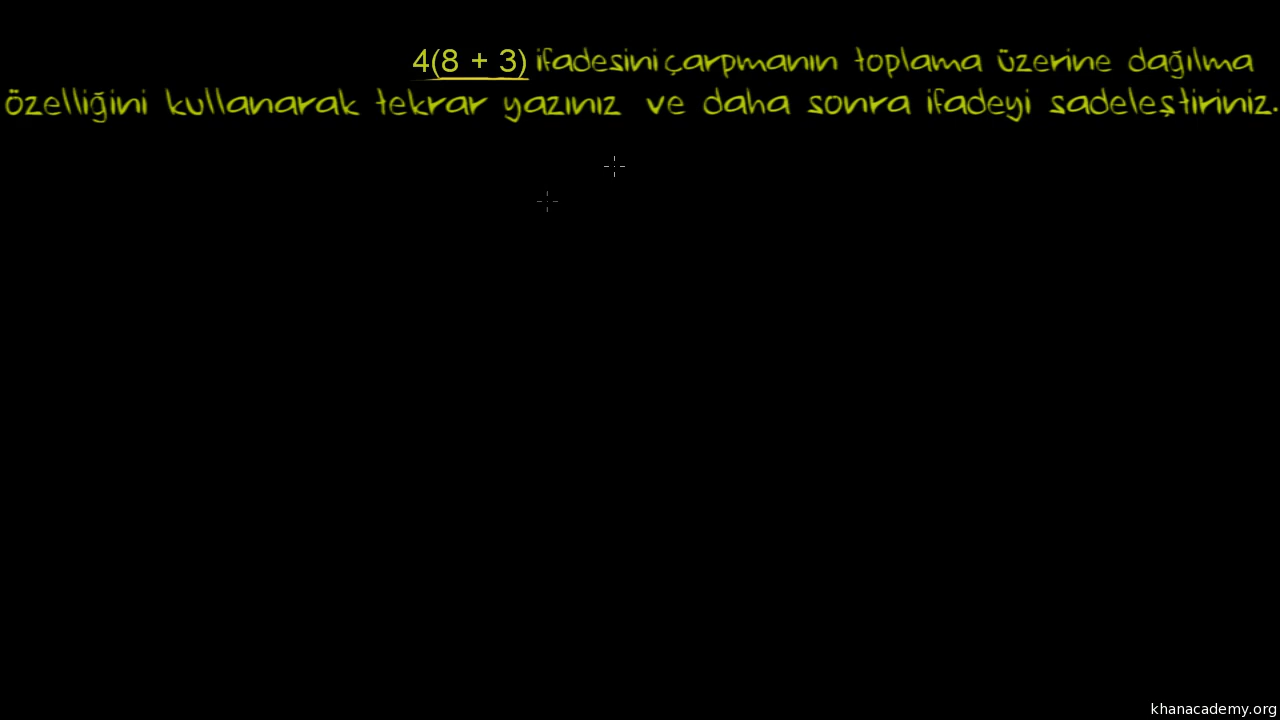 4(8 + 3) ifadesini çarpmanın toplama üzerine dağılma
özelliğini kullanarak tekrar yazınız ve daha sonra ifadeyi sadeleştiriniz.
khanacademy.org